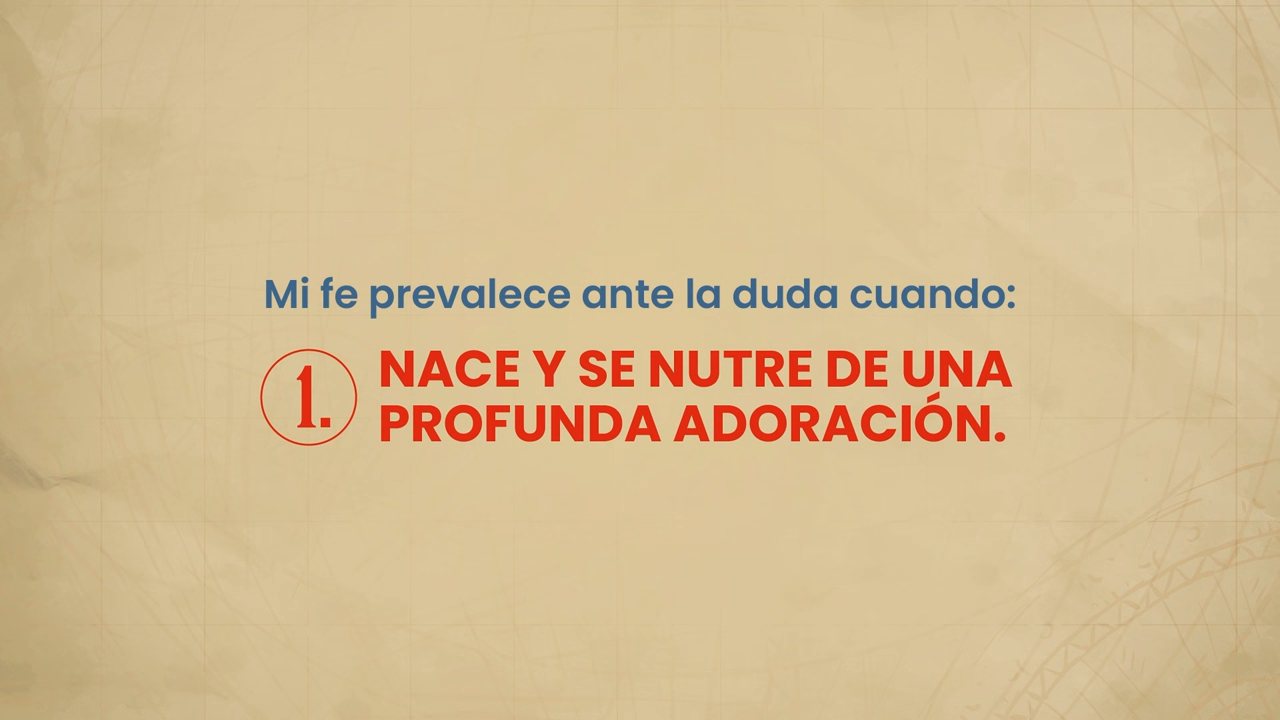 Mi fe prevalece ante la duda cuando:
1. NACE Y SE NUTRE DE UNA
PROFUNDA ADORACIÓN.